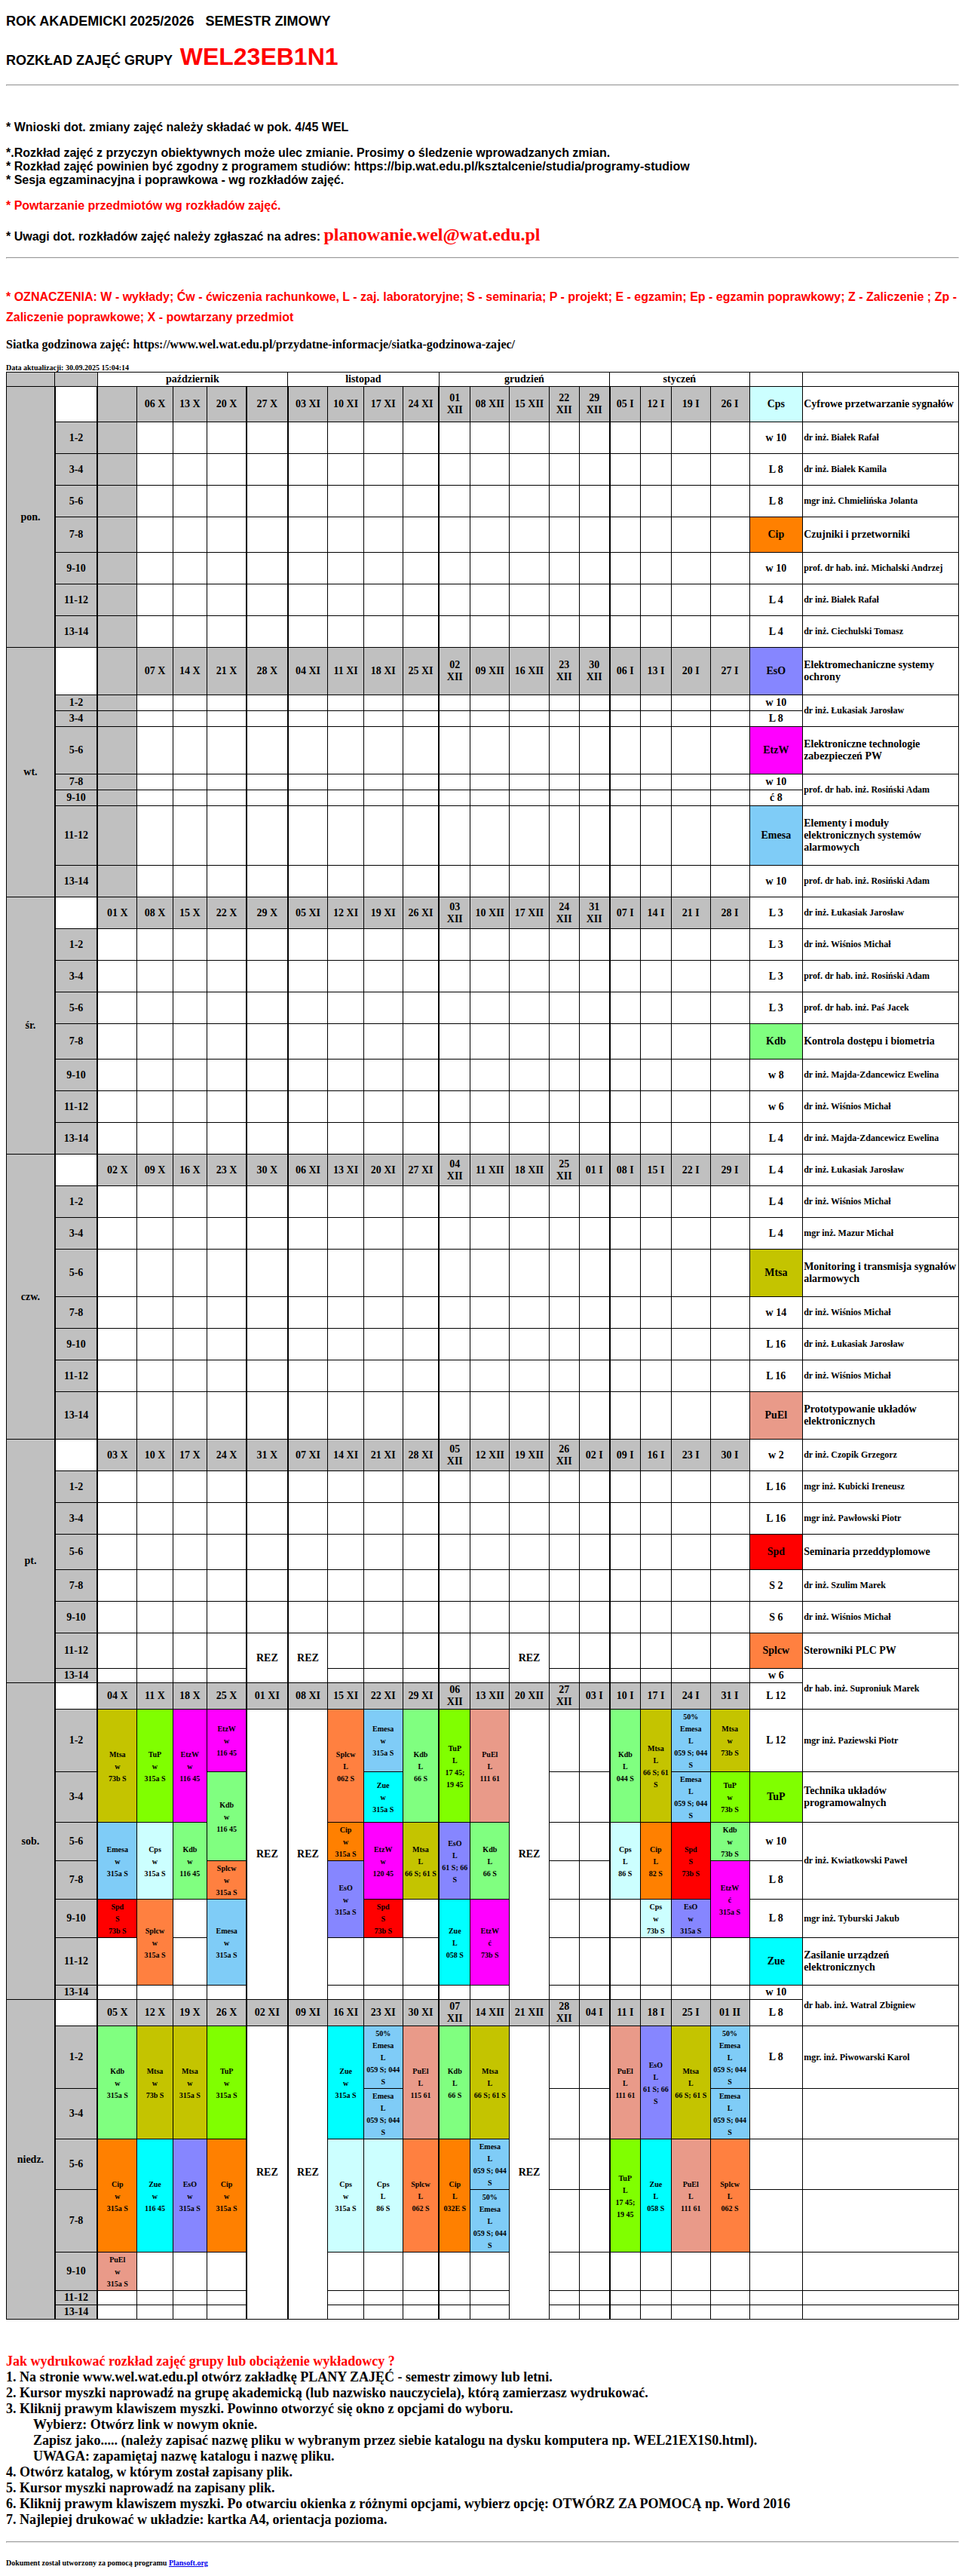 ROK AKADEMICKI 2025/2026 SEMESTR ZIMOWY
ROZKŁAD ZAJĘĆ GRUPY WEL23EB1N1
* Wnioski dot. zmiany zajęć należy składać w pok. 4/45 WEL
*.Rozkład zajęć z przyczyn obiektywnych może ulec zmianie. Prosimy o śledzenie wprowadzanych zmian.
* Rozkład zajęć powinien być zgodny z programem studiów: https://bip.wat.edu.pl/ksztalcenie/studia/programy-studiow
* Sesja egzaminacyjna i poprawkowa - wg rozkładów zajęć.
* Powtarzanie przedmiotów wg rozkładów zajęć.
* Uwagi dot. rozkładów zajęć należy zgłaszać na adres: planowanie.wel@wat.edu.pl
* OZNACZENIA: W - wykłady; Ćw - ćwiczenia rachunkowe, L - zaj. laboratoryjne; S - seminaria; P - projekt; E - egzamin; Ep - egzamin poprawkowy; Z - Zaliczenie ; Zp - Zaliczenie poprawkowe; X - powtarzany przedmiot
Siatka godzinowa zajęć: https://www.wel.wat.edu.pl/przydatne-informacje/siatka-godzinowa-zajec/
Data aktualizacji: 30.09.2025 15:04:14
październik listopad grudzień styczeń
pon. 06 X 13 X 20 X 27 X 03 XI 10 XI 17 XI 24 XI 01 XII 08 XII 15 XII 22 XII 29 XII 05 I 12 I 19 I 26 I Cps Cyfrowe przetwarzanie sygnałów
1-2 w 10 dr inż. Białek Rafał
3-4 L 8 dr inż. Białek Kamila
5-6 L 8 mgr inż. Chmielińska Jolanta
7-8 Cip Czujniki i przetworniki
9-10 w 10 prof. dr hab. inż. Michalski Andrzej
11-12 L 4 dr inż. Białek Rafał
13-14 L 4 dr inż. Ciechulski Tomasz
wt. 07 X 14 X 21 X 28 X 04 XI 11 XI 18 XI 25 XI 02 XII 09 XII 16 XII 23 XII 30 XII 06 I 13 I 20 I 27 I EsO Elektromechaniczne systemy ochrony
1-2 w 10 dr inż. Łukasiak Jarosław
3-4 L 8
5-6 EtzW Elektroniczne technologie zabezpieczeń PW
7-8 w 10 prof. dr hab. inż. Rosiński Adam
9-10 ć 8
11-12 Emesa Elementy i moduły elektronicznych systemów alarmowych
13-14 w 10 prof. dr hab. inż. Rosiński Adam
śr. 01 X 08 X 15 X 22 X 29 X 05 XI 12 XI 19 XI 26 XI 03 XII 10 XII 17 XII 24 XII 31 XII 07 I 14 I 21 I 28 I L 3 dr inż. Łukasiak Jarosław
1-2 L 3 dr inż. Wiśnios Michał
3-4 L 3 prof. dr hab. inż. Rosiński Adam
5-6 L 3 prof. dr hab. inż. Paś Jacek
7-8 Kdb Kontrola dostępu i biometria
9-10 w 8 dr inż. Majda-Zdancewicz Ewelina
11-12 w 6 dr inż. Wiśnios Michał
13-14 L 4 dr inż. Majda-Zdancewicz Ewelina
czw. 02 X 09 X 16 X 23 X 30 X 06 XI 13 XI 20 XI 27 XI 04 XII 11 XII 18 XII 25 XII 01 I 08 I 15 I 22 I 29 I L 4 dr inż. Łukasiak Jarosław
1-2 L 4 dr inż. Wiśnios Michał
3-4 L 4 mgr inż. Mazur Michał
5-6 Mtsa Monitoring i transmisja sygnałów alarmowych
7-8 w 14 dr inż. Wiśnios Michał
9-10 L 16 dr inż. Łukasiak Jarosław
11-12 L 16 dr inż. Wiśnios Michał
13-14 PuEl Prototypowanie układów elektronicznych
pt. 03 X 10 X 17 X 24 X 31 X 07 XI 14 XI 21 XI 28 XI 05 XII 12 XII 19 XII 26 XII 02 I 09 I 16 I 23 I 30 I w 2 dr inż. Czopik Grzegorz
1-2 L 16 mgr inż. Kubicki Ireneusz
3-4 L 16 mgr inż. Pawłowski Piotr
5-6 Spd Seminaria przeddyplomowe
7-8 S 2 dr inż. Szulim Marek
9-10 S 6 dr inż. Wiśnios Michał
11-12 REZ REZ REZ Splcw Sterowniki PLC PW
13-14 w 6 dr hab. inż. Suproniuk Marek
sob. 04 X 11 X 18 X 25 X 01 XI 08 XI 15 XI 22 XI 29 XI 06 XII 13 XII 20 XII 27 XII 03 I 10 I 17 I 24 I 31 I L 12
1-2 Mtsa w 73b S TuP w 315a S EtzW w 116 45 EtzW w 116 45 REZ REZ Splcw L 062 S Emesa w 315a S Kdb L 66 S TuP L 17 45; 19 45 PuEl L 111 61 REZ Kdb L 044 S Mtsa L 66 S; 61 S 50% Emesa L 059 S; 044 S Mtsa w 73b S L 12 mgr inż. Paziewski Piotr
3-4 Kdb w 116 45 Zue w 315a S Emesa L 059 S; 044 S TuP w 73b S TuP Technika układów programowalnych
5-6 Emesa w 315a S Cps w 315a S Kdb w 116 45 Cip w 315a S EtzW w 120 45 Mtsa L 66 S; 61 S EsO L 61 S; 66 S Kdb L 66 S Cps L 86 S Cip L 82 S Spd S 73b S Kdb w 73b S w 10 dr inż. Kwiatkowski Paweł
7-8 Splcw w 315a S EsO w 315a S EtzW ć 315a S L 8
9-10 Spd S 73b S Splcw w 315a S Emesa w 315a S Spd S 73b S Zue L 058 S EtzW ć 73b S Cps w 73b S EsO w 315a S L 8 mgr inż. Tyburski Jakub
11-12 Zue Zasilanie urządzeń elektronicznych
13-14 w 10 dr hab. inż. Watral Zbigniew
niedz. 05 X 12 X 19 X 26 X 02 XI 09 XI 16 XI 23 XI 30 XI 07 XII 14 XII 21 XII 28 XII 04 I 11 I 18 I 25 I 01 II L 8
1-2 Kdb w 315a S Mtsa w 73b S Mtsa w 315a S TuP w 315a S REZ REZ Zue w 315a S 50% Emesa L 059 S; 044 S PuEl L 115 61 Kdb L 66 S Mtsa L 66 S; 61 S REZ PuEl L 111 61 EsO L 61 S; 66 S Mtsa L 66 S; 61 S 50% Emesa L 059 S; 044 S L 8 mgr. inż. Piwowarski Karol
3-4 Emesa L 059 S; 044 S Emesa L 059 S; 044 S
5-6 Cip w 315a S Zue w 116 45 EsO w 315a S Cip w 315a S Cps w 315a S Cps L 86 S Splcw L 062 S Cip L 032E S Emesa L 059 S; 044 S TuP L 17 45; 19 45 Zue L 058 S PuEl L 111 61 Splcw L 062 S
7-8 50% Emesa L 059 S; 044 S
9-10 PuEl w 315a S
11-12
13-14
Jak wydrukować rozkład zajęć grupy lub obciążenie wykładowcy ?
1. Na stronie www.wel.wat.edu.pl otwórz zakładkę PLANY ZAJĘĆ - semestr zimowy lub letni.
2. Kursor myszki naprowadź na grupę akademicką (lub nazwisko nauczyciela), którą zamierzasz wydrukować.
3. Kliknij prawym klawiszem myszki. Powinno otworzyć się okno z opcjami do wyboru.
Wybierz: Otwórz link w nowym oknie.
Zapisz jako..... (należy zapisać nazwę pliku w wybranym przez siebie katalogu na dysku komputera np. WEL21EX1S0.html).
UWAGA: zapamiętaj nazwę katalogu i nazwę pliku.
4. Otwórz katalog, w którym został zapisany plik.
5. Kursor myszki naprowadź na zapisany plik.
6. Kliknij prawym klawiszem myszki. Po otwarciu okienka z różnymi opcjami, wybierz opcję: OTWÓRZ ZA POMOCĄ np. Word 2016
7. Najlepiej drukować w układzie: kartka A4, orientacja pozioma.
Dokument został utworzony za pomocą programu Plansoft.org